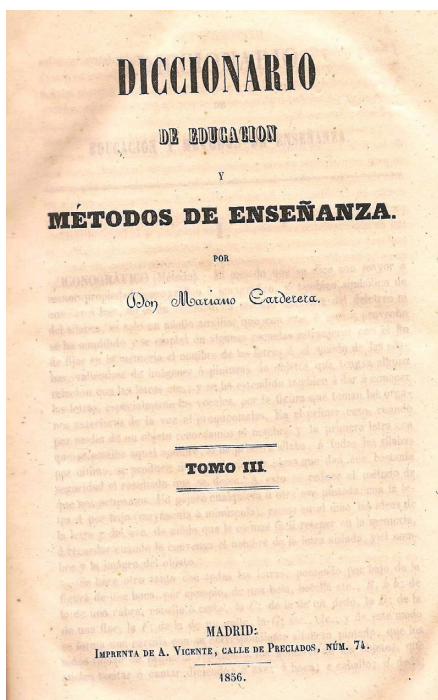 DICCIONARIO
DE EDUCACION
Y
MÉTODOS DE ENSEÑANZA.
POR
Don Mariano Carderera.
TOMO III.
MADRID:
IMPRENTA DE A. VICENTE, CALLE DE PRECIADOS, NÚM. 74.
1856.